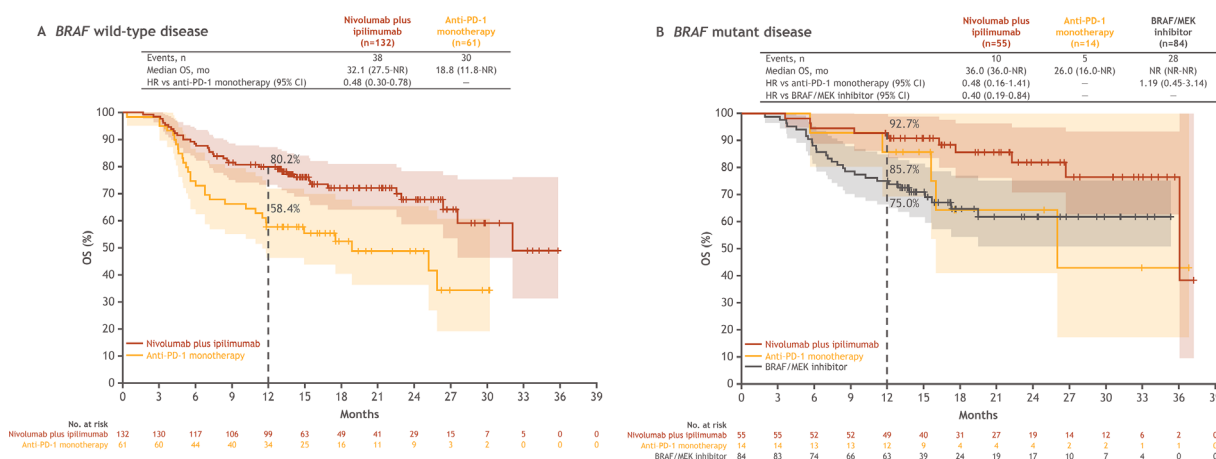 A BRAF wild-type disease
Nivolumab plus ipilimumab (n=132)
Anti-PD-1 monotherapy (n=61)
Events, n 38 30
Median OS, mo 32.1 (27.5-NR) 18.8 (11.8-NR)
HR vs anti-PD-1 monotherapy (95% CI) 0.48 (0.30-0.78) –
OS (%)
100
90
80
70
60
50
40
30
20
10
0
80.2%
58.4%
Nivolumab plus ipilimumab
Anti-PD-1 monotherapy
0 3 6 9 12 15 18 21 24 27 30 33 36 39
Months
No. at risk
Nivolumab plus ipilimumab 132 130 117 106 99 63 49 41 29 15 7 5 0 0
Anti-PD-1 monotherapy 61 60 44 40 34 25 16 11 9 3 2 0 0 0
B BRAF mutant disease
Nivolumab plus ipilimumab (n=55)
Anti-PD-1 monotherapy (n=14)
BRAF/MEK inhibitor (n=84)
Events, n 10 5 28
Median OS, mo 36.0 (36.0-NR) 26.0 (16.0-NR) NR (NR-NR)
HR vs anti-PD-1 monotherapy (95% CI) 0.48 (0.16-1.41) – 1.19 (0.45-3.14)
HR vs BRAF/MEK inhibitor (95% CI) 0.40 (0.19-0.84) – –
OS (%)
100
90
80
70
60
50
40
30
20
10
0
92.7%
85.7%
75.0%
Nivolumab plus ipilimumab
Anti-PD-1 monotherapy
BRAF/MEK inhibitor
0 3 6 9 12 15 18 21 24 27 30 33 36 39
Months
No. at risk
Nivolumab plus ipilimumab 55 55 52 52 49 40 31 27 19 14 12 6 2 0
Anti-PD-1 monotherapy 14 14 13 13 12 9 4 4 4 2 2 1 1 0
BRAF/MEK inhibitor 84 83 74 66 63 39 24 19 17 10 7 4 0 0